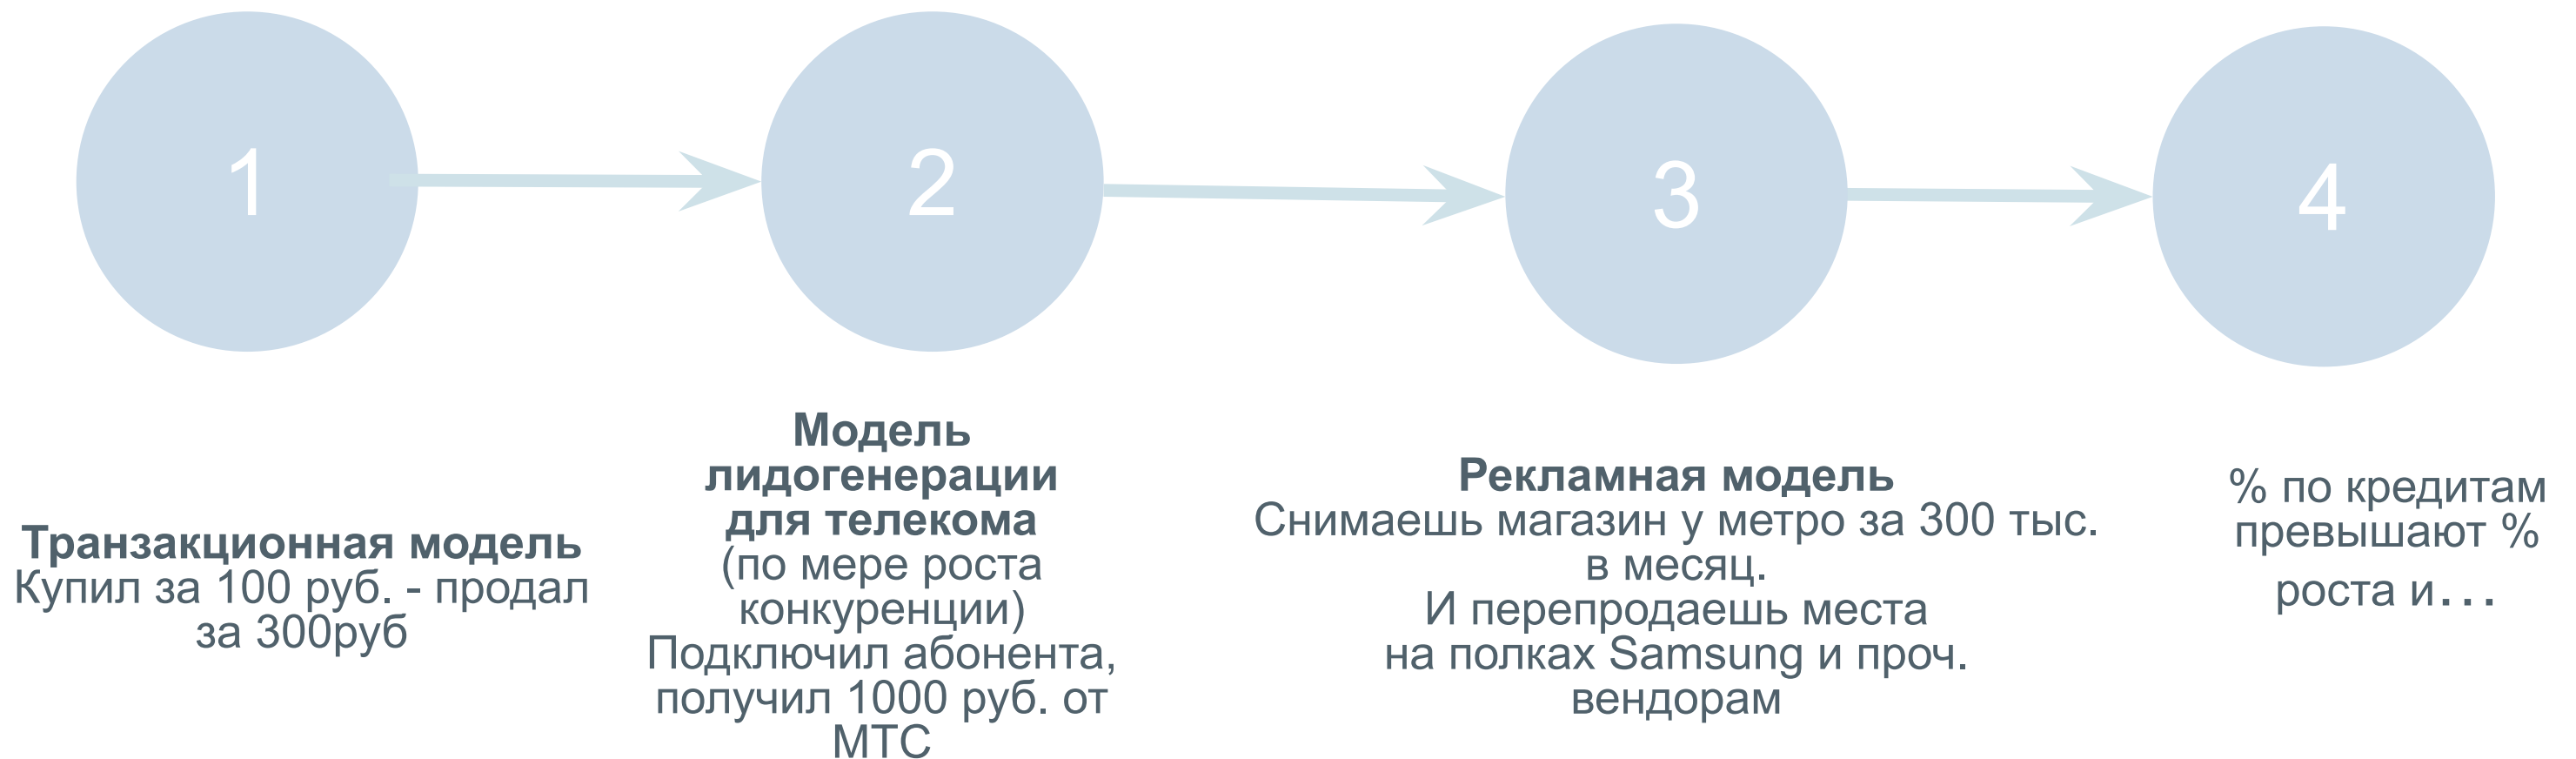 1
2
3
4
Транзакционная модель
Купил за 100 руб. - продал
за 300руб
Модель
лидогенерации
для телекома
(по мере роста
конкуренции)
Подключил абонента,
получил 1000 руб. от
МТС
Рекламная модель
Снимаешь магазин у метро за 300 тыс.
в месяц.
И перепродаешь места
на полках Samsung и проч.
вендорам
% по кредитам
превышают %
роста и…